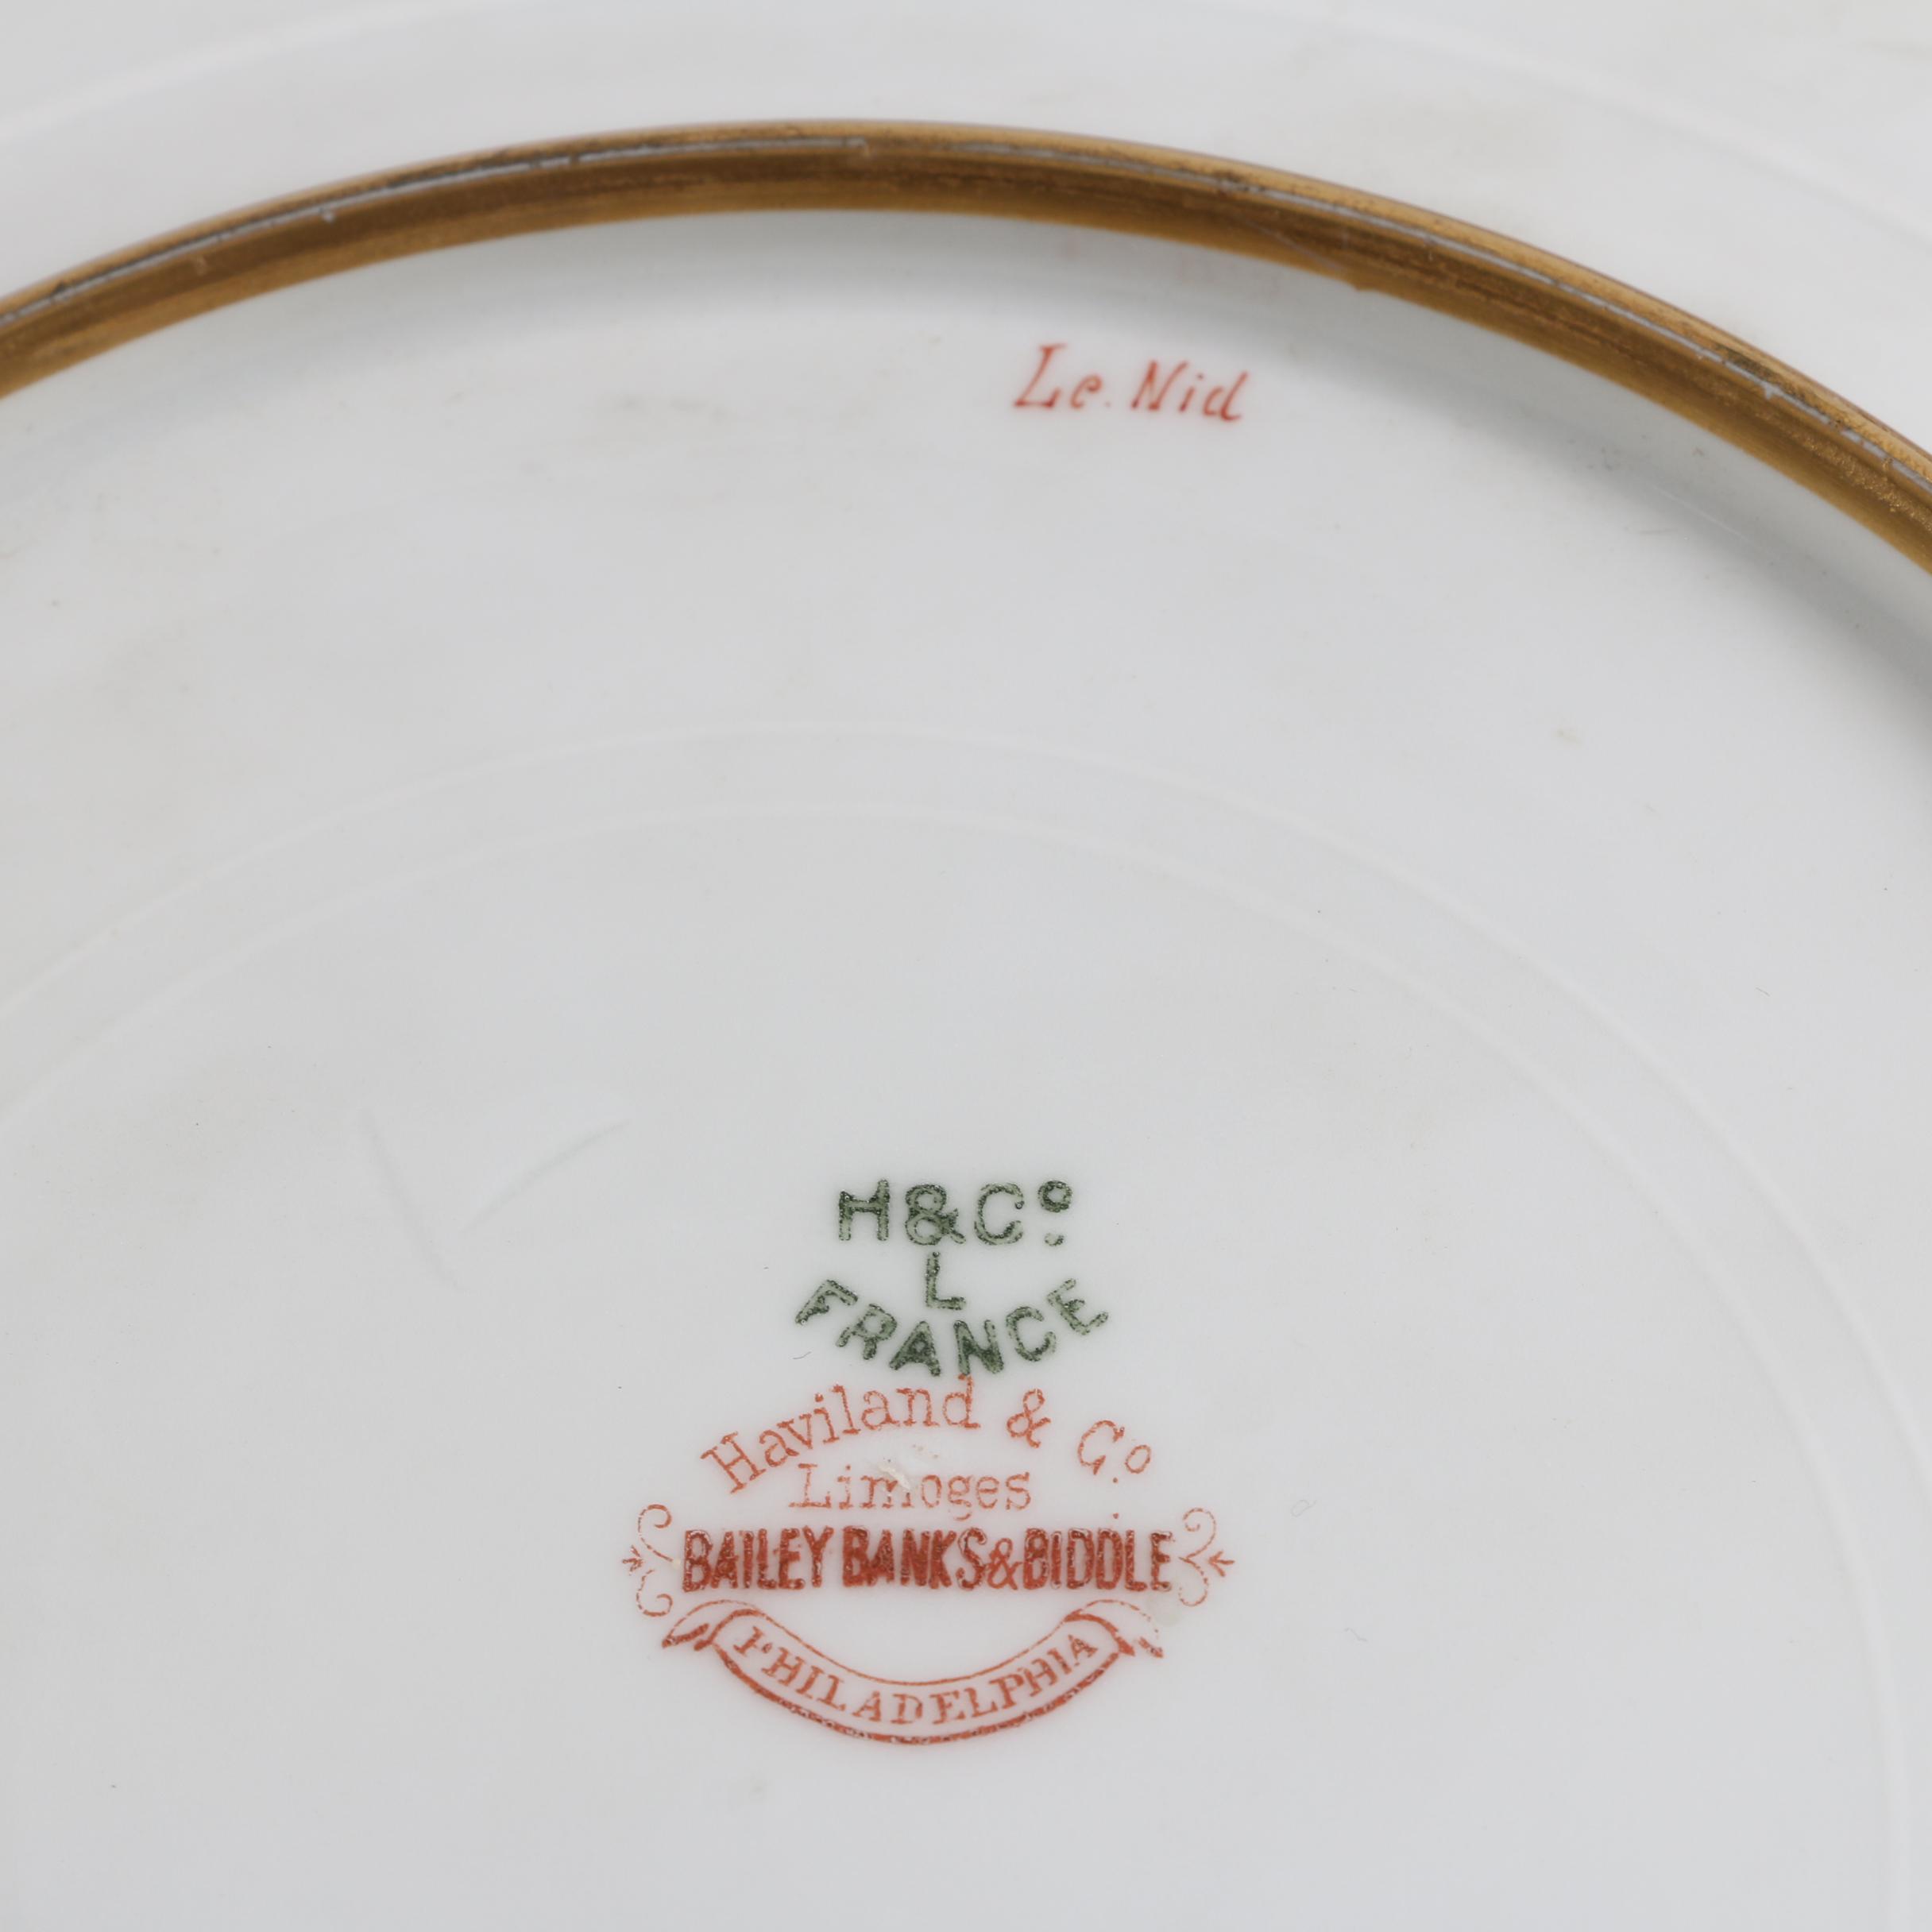 Le. Nid
H&Co
L
FRANCE
Haviland & Co.
Limoges
BAILEY BANKS & BIDDLE
PHILADELPHIA